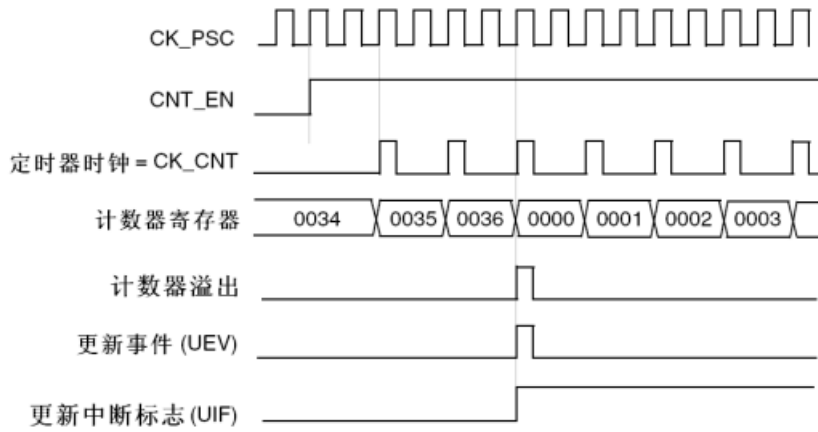 CK_PSC
CNT_EN
定时器时钟 = CK_CNT
计数器寄存器 0034 0035 0036 0000 0001 0002 0003
计数器溢出
更新事件 (UEV)
更新中断标志 (UIF)